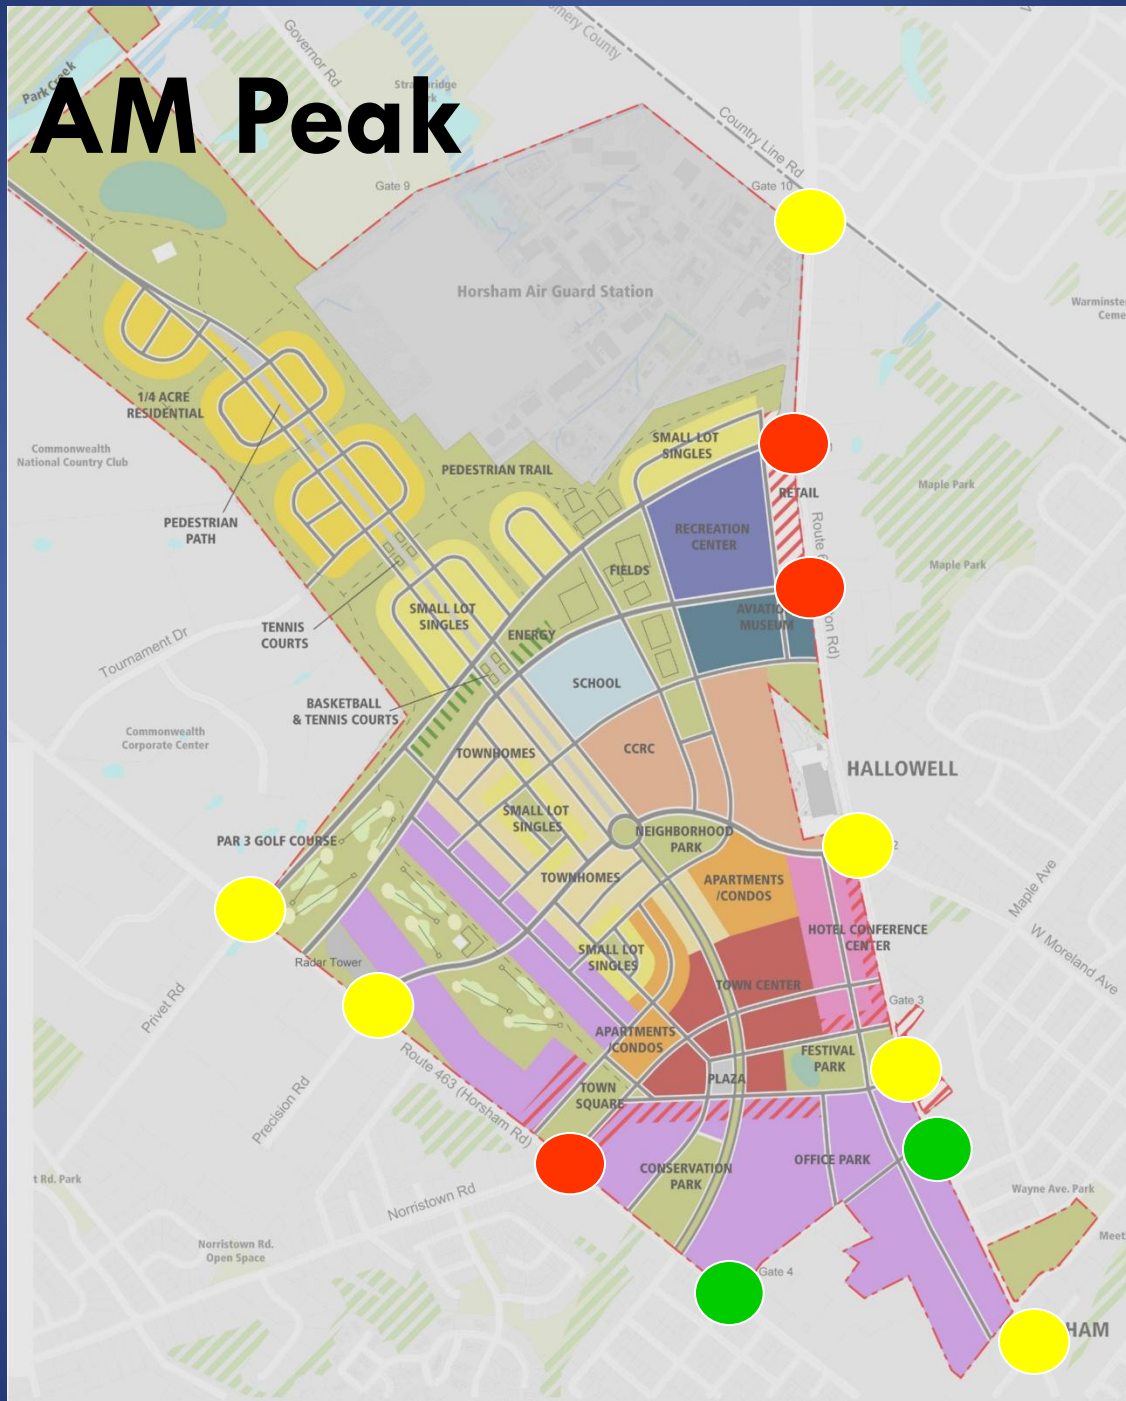 AM Peak
Park Creek
Governor Rd
Country Line Rd
Gate 9
Gate 10
Horsham Air Guard Station
1/4 ACRE
RESIDENTIAL
Commonwealth
National Country Club
PEDESTRIAN TRAIL
SMALL LOT
SINGLES
RETAIL
Maple Park
PEDESTRIAN
PATH
RECREATION
CENTER
Maple Park
FIELDS
SMALL LOT
SINGLES
MUSEUM
ENERGY
TENNIS
COURTS
Tournament Dr
SCHOOL
BASKETBALL
& TENNIS COURTS
Commonwealth
Corporate Center
TOWNHOMES
CCRC
HALLOWELL
SMALL LOT
SINGLES
NEIGHBORHOOD
PARK
PAR 3 GOLF COURSE
TOWNHOMES
APARTMENTS
/CONDOS
Maple Ave
HOTEL CONFERENCE
CENTER
W Moreland Ave
SMALL LOT
SINGLES
Radar Tower
TOWN CENTER
Gate 3
Privet Rd
APARTMENTS
/CONDOS
FESTIVAL
PARK
Route 463 (Horsham Rd)
PLAZA
TOWN
SQUARE
Precision Rd
CONSERVATION
PARK
OFFICE PARK
Norristown Rd
Wayne Ave. Park
t Rd. Park
Norristown Rd.
Open Space
Meet
Gate 4
HAM